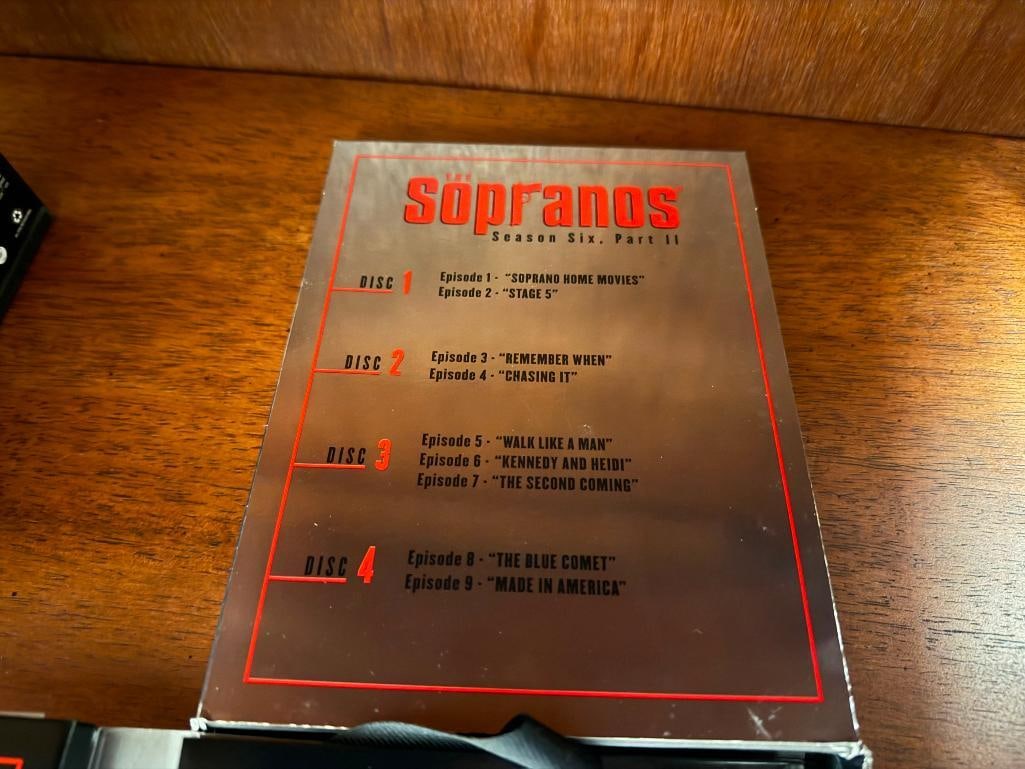 THE
Sopranos
Season Six, Part II
DISC 1
Episode 1 - "SOPRANO HOME MOVIES"
Episode 2 - "STAGE 5"
DISC 2
Episode 3 - "REMEMBER WHEN"
Episode 4 - "CHASING IT"
DISC 3
Episode 5 - "WALK LIKE A MAN"
Episode 6 - "KENNEDY AND HEIDI"
Episode 7 - "THE SECOND COMING"
DISC 4
Episode 8 - "THE BLUE COMET"
Episode 9 - "MADE IN AMERICA"